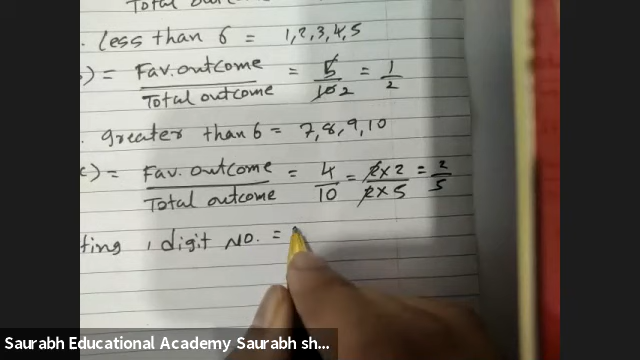 Total
. less than 6 = 1,2,3,4,5
) = Fav. outcome / Total outcome = 5/10 2 = 1/2
. greater than 6 = 7,8,9,10
c) = Fav. outcome / Total outcome = 4/10 = 2×2/2×5 = 2/5
ting 1 digit NO. =
Saurabh Educational Academy Saurabh sh...